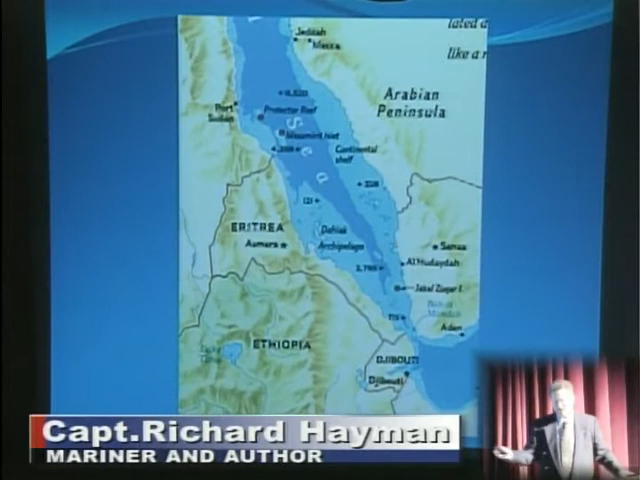 lated a
like a r
Jeddah
Mecca
Arabian
Peninsula
Port
Sudan
Protector Reef
S e a
Continental
shelf
ERITREA
Asmara
Dahlak
Archipelago
Sanaa
Al Hudaydah
Jabal Zuqar I.
Aden
ETHIOPIA
DJIBOUTI
Djibouti
Capt.Richard Hayman
MARINER AND AUTHOR